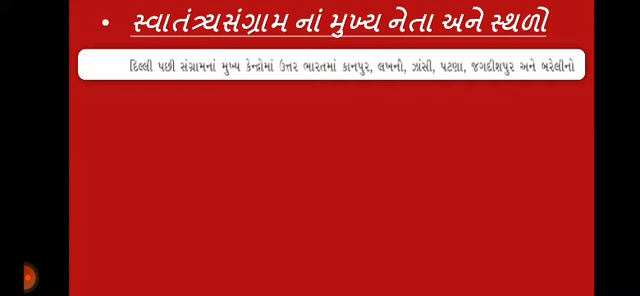 • સ્વાતંત્ર્યસંગ્રામ નાં મુખ્ય નેતા અને સ્થળો
દિલ્લી પછી સંગ્રામનાં મુખ્ય કેન્દ્રોમાં ઉત્તર ભારતમાં કાનપુર, લખનૌ, ઝાંસી, પટણા, જગદીશપુર અને બરેલીનો